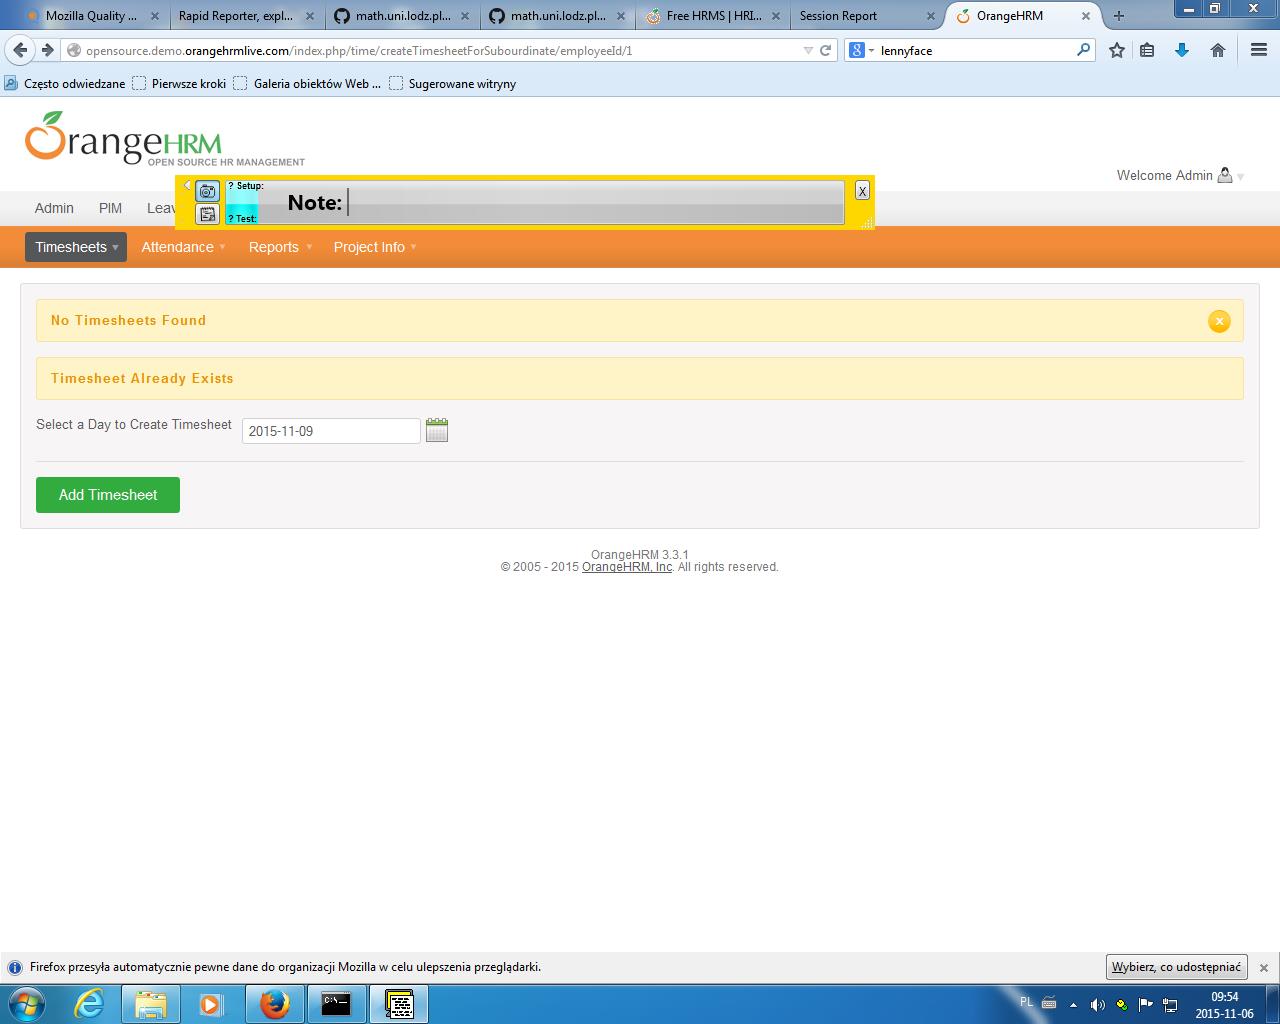 Mozilla Quality ...
Rapid Reporter, expl...
math.uni.lodz.pl...
math.uni.lodz.pl...
Free HRMS | HRI...
Session Report
OrangeHRM
opensource.demo.orangehrmlive.com/index.php/time/createTimesheetForSubourdinate/employeeId/1
lennyface
Często odwiedzane
Pierwsze kroki
Galeria obiektów Web ...
Sugerowane witryny
OrangeHRM
OPEN SOURCE HR MANAGEMENT
Welcome Admin
? Setup:
Note:
? Test:
X
Admin
PIM
Leav
Timesheets
Attendance
Reports
Project Info
No Timesheets Found
Timesheet Already Exists
Select a Day to Create Timesheet
2015-11-09
Add Timesheet
OrangeHRM 3.3.1
© 2005 - 2015 OrangeHRM, Inc. All rights reserved.
Firefox przesyła automatycznie pewne dane do organizacji Mozilla w celu ulepszenia przeglądarki.
Wybierz, co udostępniać
PL
09:54
2015-11-06